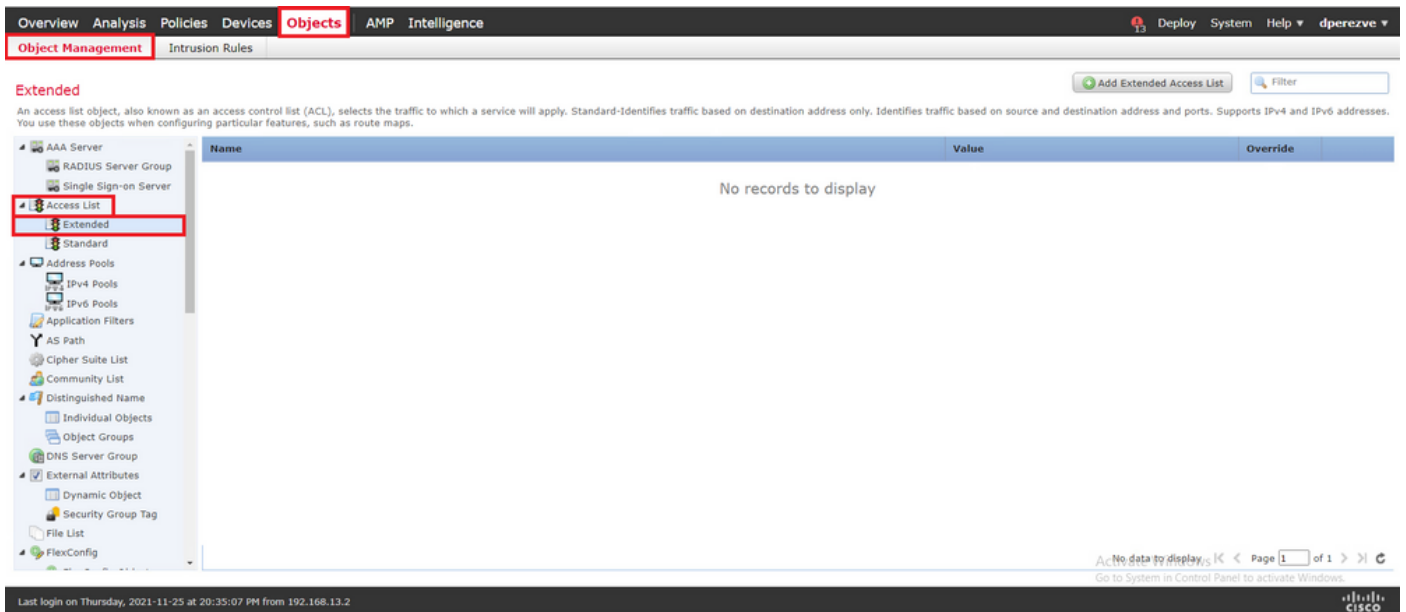 Overview Analysis Policies Devices Objects AMP Intelligence 13 Deploy System Help ▾ dperezve ▾
Object Management Intrusion Rules
Add Extended Access List Filter
Extended
An access list object, also known as an access control list (ACL), selects the traffic to which a service will apply. Standard-Identifies traffic based on destination address only. Identifies traffic based on source and destination address and ports. Supports IPv4 and IPv6 addresses.
You use these objects when configuring particular features, such as route maps.
Name Value Override
No records to display
AAA Server
RADIUS Server Group
Single Sign-on Server
Access List
Extended
Standard
Address Pools
IPv4 Pools
IPv6 Pools
Application Filters
AS Path
Cipher Suite List
Community List
Distinguished Name
Individual Objects
Object Groups
DNS Server Group
External Attributes
Dynamic Object
Security Group Tag
File List
FlexConfig
No data to display Page 1 of 1
Activate Windows
Go to System in Control Panel to activate Windows.
Last login on Thursday, 2021-11-25 at 20:35:07 PM from 192.168.13.2
CISCO